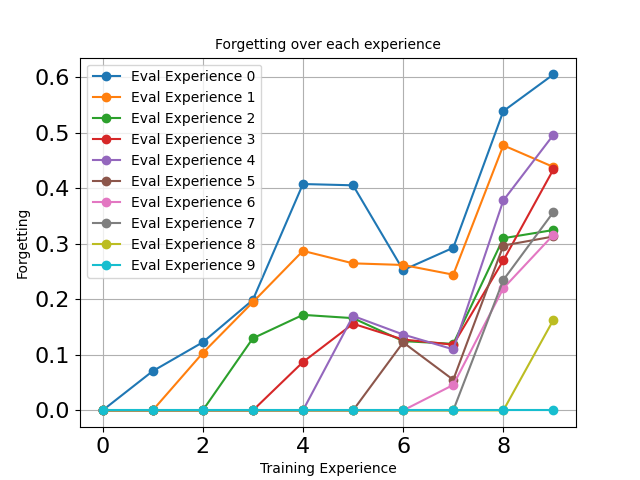 Forgetting over each experience
Eval Experience 0
Eval Experience 1
Eval Experience 2
Eval Experience 3
Eval Experience 4
Eval Experience 5
Eval Experience 6
Eval Experience 7
Eval Experience 8
Eval Experience 9
0.6
0.5
0.4
0.3
0.2
0.1
0.0
Forgetting
0 2 4 6 8
Training Experience